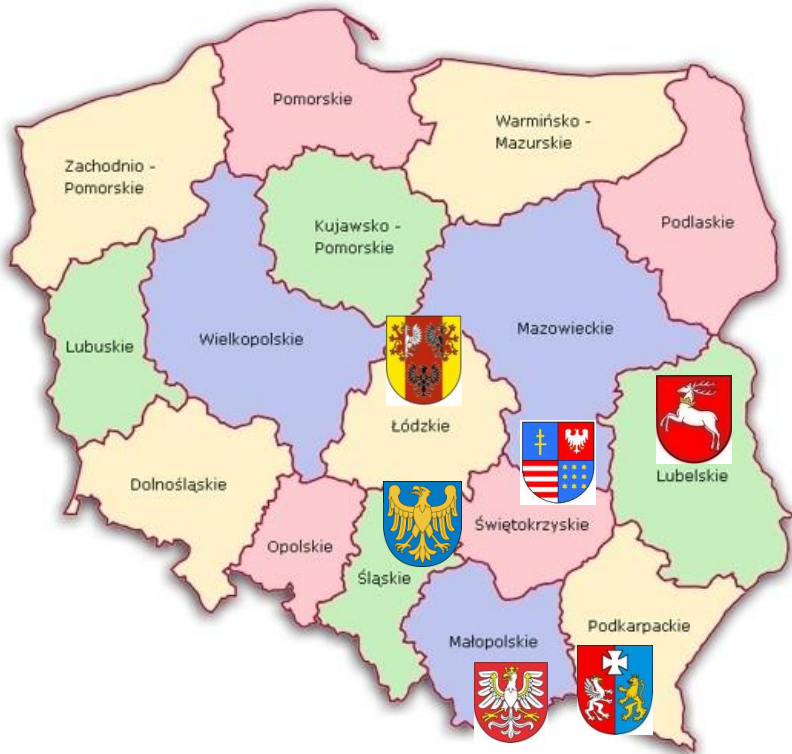 Pomorskie
Warmińsko -
Mazurskie
Zachodnio -
Pomorskie
Podlaskie
Kujawsko -
Pomorskie
Mazowieckie
Wielkopolskie
Lubuskie
Łódzkie
Lubelskie
Dolnośląskie
Świętokrzyskie
Opolskie
Śląskie
Podkarpackie
Małopolskie